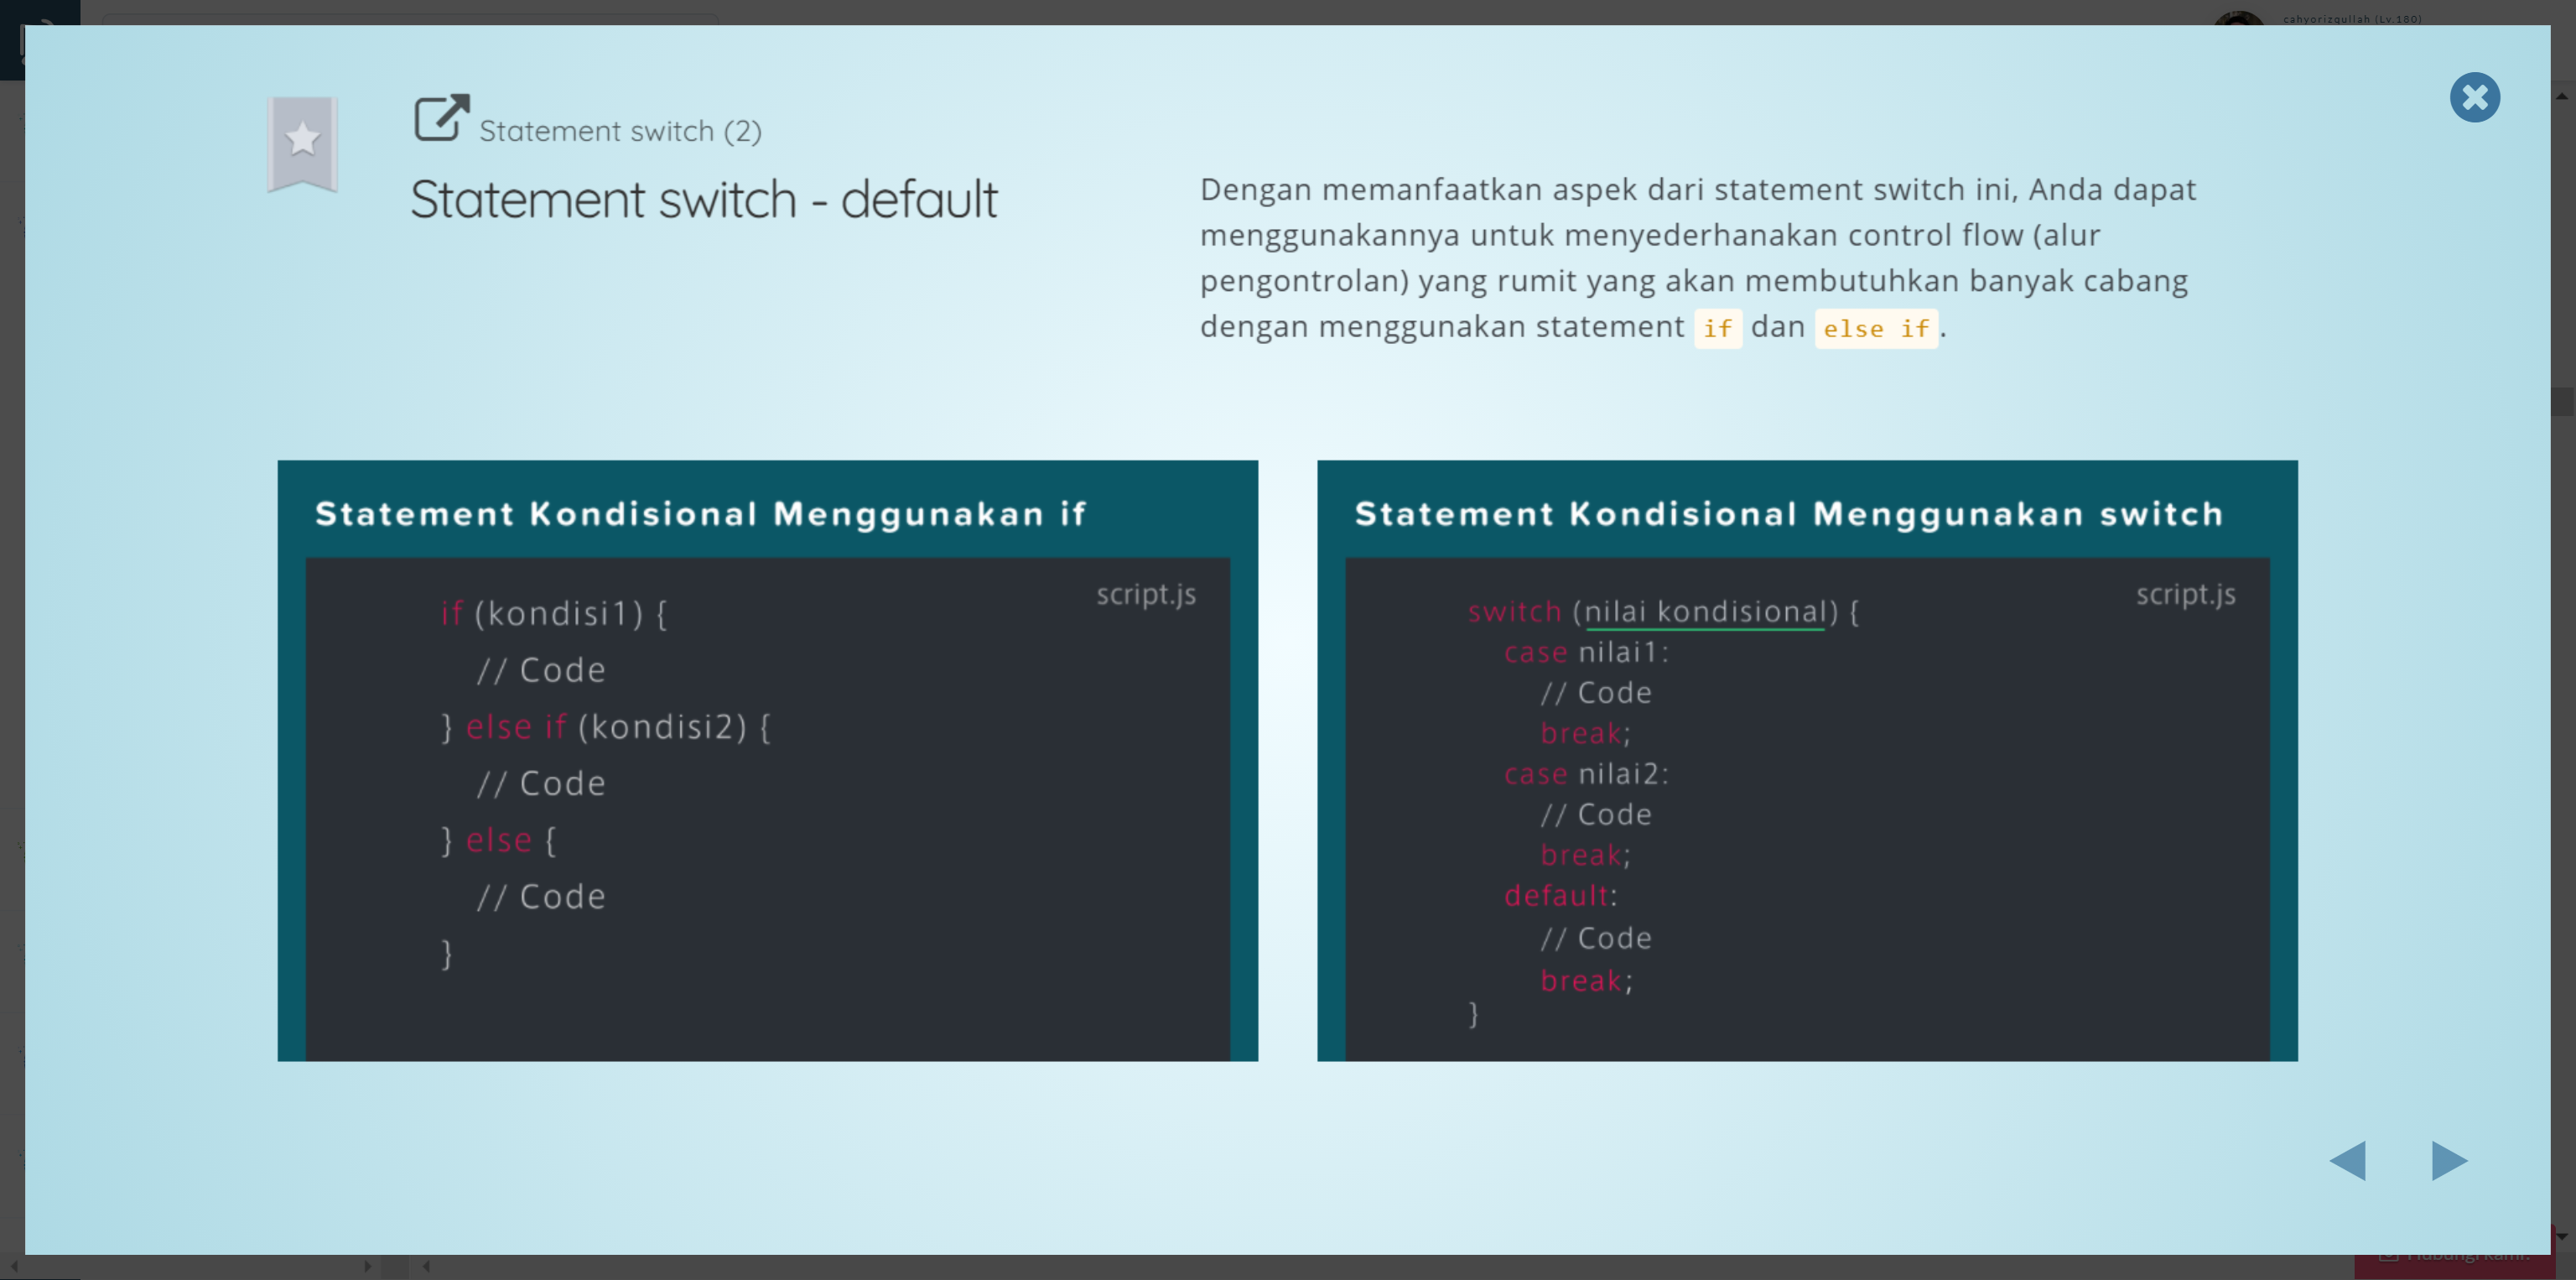 cahyorizqullah (Lv.180)
Statement switch (2)
Statement switch - default
Dengan memanfaatkan aspek dari statement switch ini, Anda dapat
menggunakannya untuk menyederhanakan control flow (alur
pengontrolan) yang rumit yang akan membutuhkan banyak cabang
dengan menggunakan statement if dan else if.
Statement Kondisional Menggunakan if
script.js
if (kondisi1) {
// Code
} else if (kondisi2) {
// Code
} else {
// Code
}
Statement Kondisional Menggunakan switch
script.js
switch (nilai kondisional) {
case nilai1:
// Code
break;
case nilai2:
// Code
break;
default:
// Code
break;
}